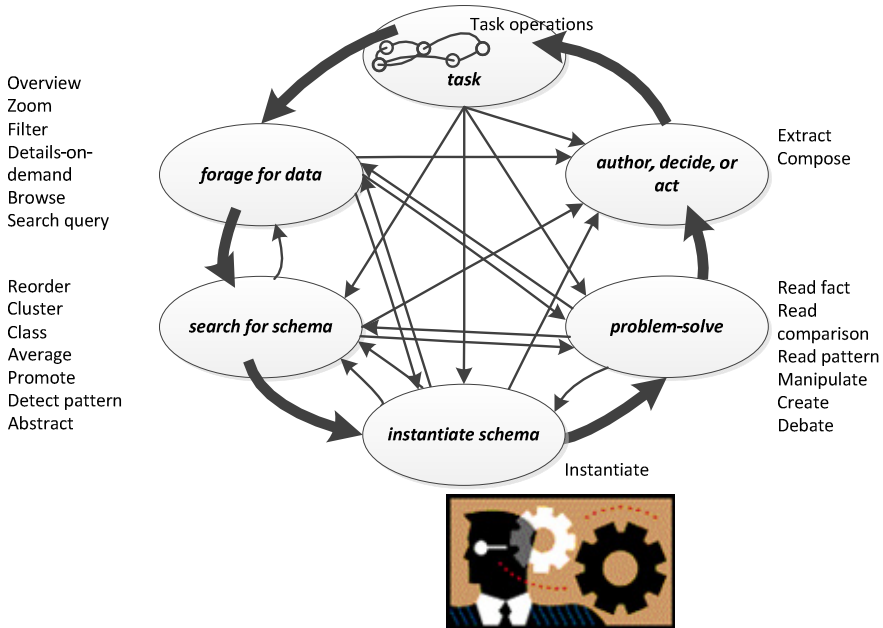 Task operations
task
Overview
Zoom
Filter
Details-on-
demand
Browse
Search query
forage for data
author, decide, or
act
Extract
Compose
Reorder
Cluster
Class
Average
Promote
Detect pattern
Abstract
search for schema
problem-solve
Read fact
Read
comparison
Read pattern
Manipulate
Create
Debate
instantiate schema
Instantiate